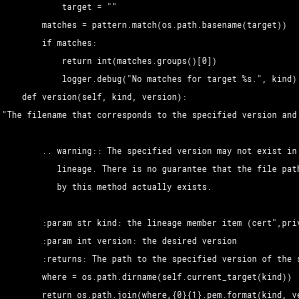 target = ""
matches = pattern.match(os.path.basename(target))
if matches:
return int(matches.groups()[0])
logger.debug("No matches for target %s.", kind)
def version(self, kind, version):
"The filename that corresponds to the specified version and
.. warning:: The specified version may not exist in
lineage. There is no guarantee that the file path
by this method actually exists.
:param str kind: the lineage member item (cert",priv
:param int version: the desired version
:returns: The path to the specified version of the s
where = os.path.dirname(self.current_target(kind))
return os.path.join(where,{0}{1}.pem.format(kind, ve